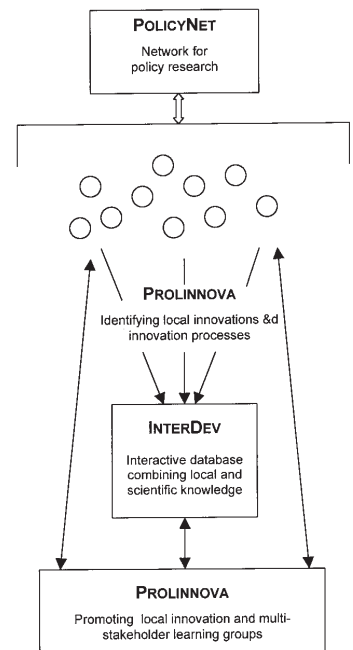 POLICYNET
Network for
policy research
PROLINNOVA
Identifying local innovations &d
innovation processes
INTERDEV
Interactive database
combining local and
scientific knowledge
PROLINNOVA
Promoting local innovation and multi-
stakeholder learning groups